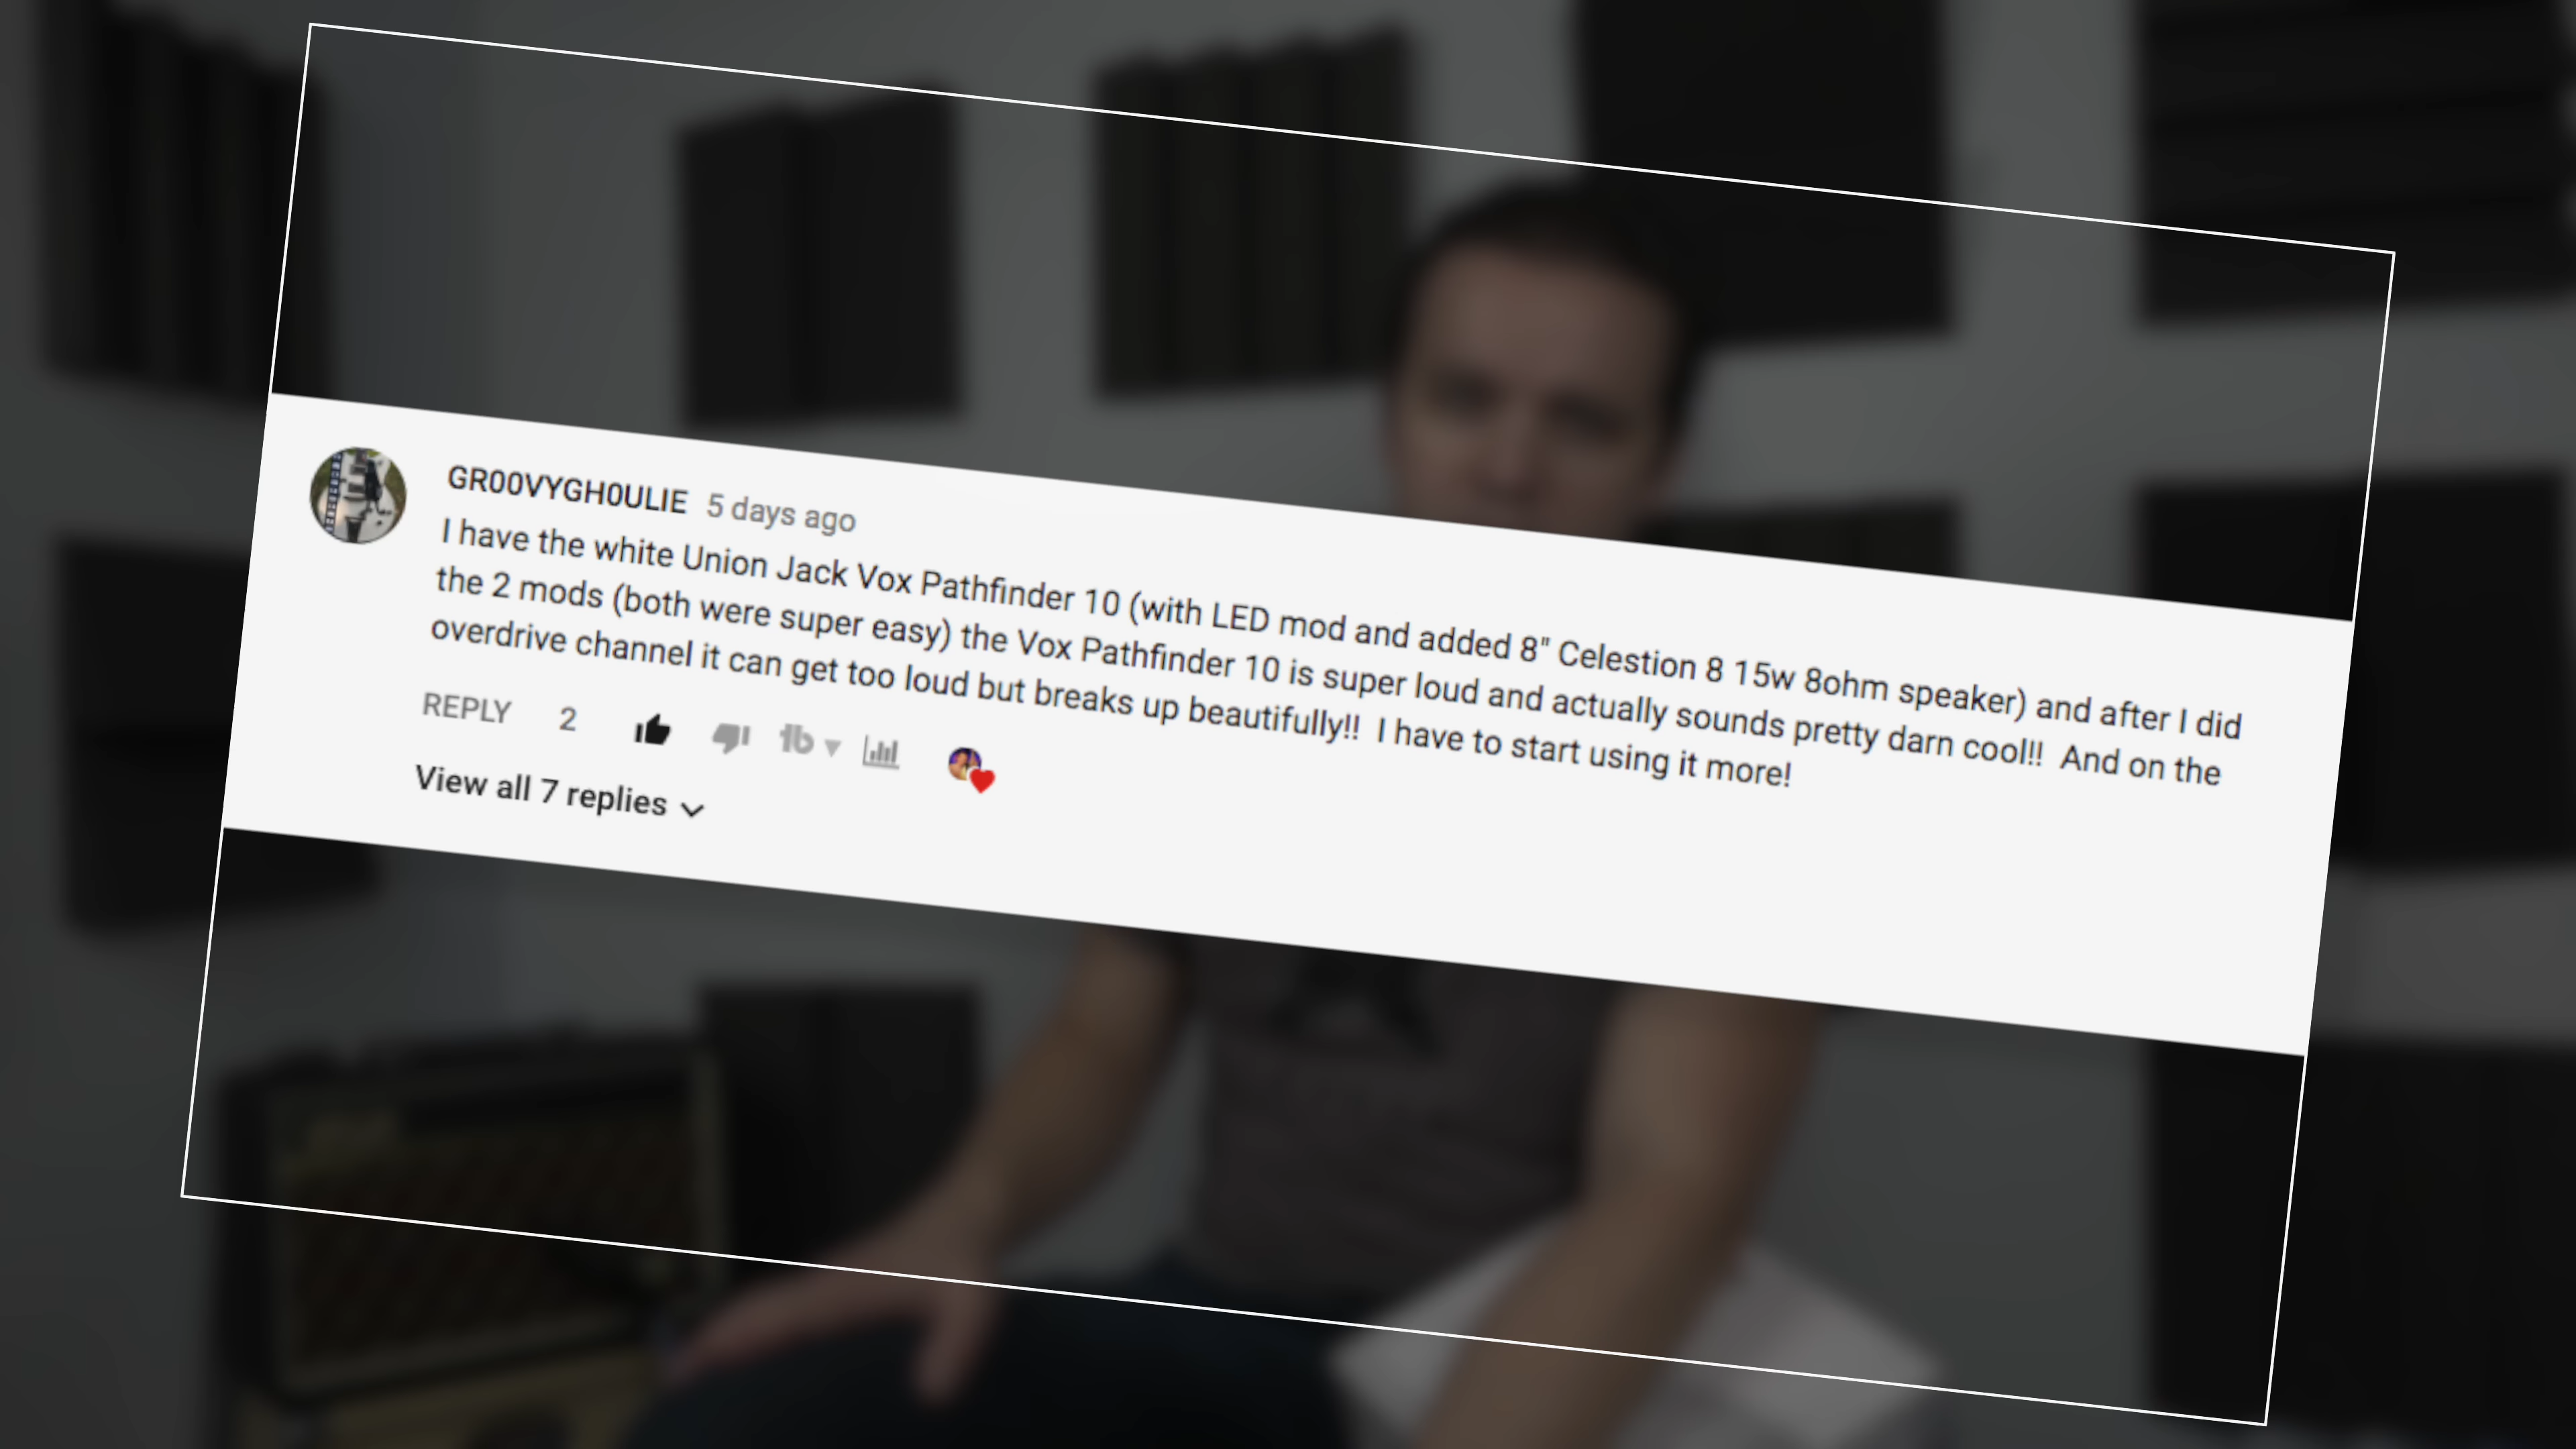 GR00VYGH0ULIE 5 days ago
I have the white Union Jack Vox Pathfinder 10 (with LED mod and added 8" Celestion 8 15w 8ohm speaker) and after I did
the 2 mods (both were super easy) the Vox Pathfinder 10 is super loud and actually sounds pretty darn cool!! And on the
overdrive channel it can get too loud but breaks up beautifully!! I have to start using it more!
REPLY 2
View all 7 replies